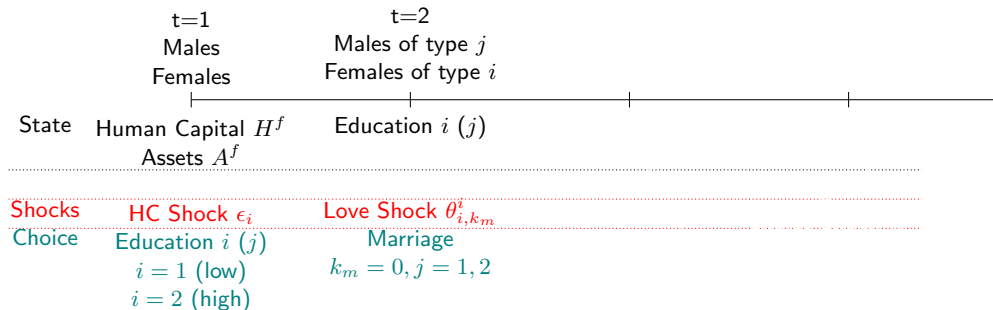 t=1 t=2
Males Males of type j
Females Females of type i
State Human Capital H^f Education i (j)
Assets A^f
Shocks HC Shock ϵ_i Love Shock θ^i_{i,k_m}
Choice Education i (j) Marriage
i = 1 (low) k_m = 0, j = 1, 2
i = 2 (high)